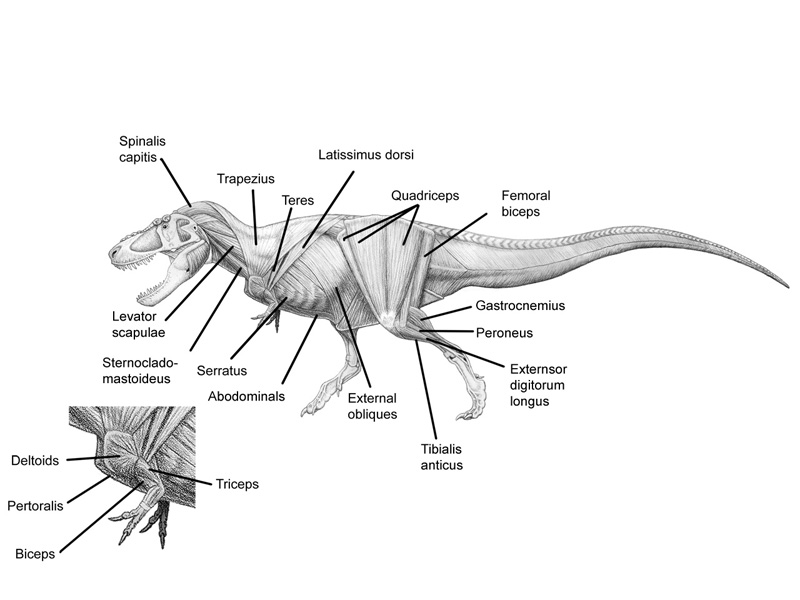 Spinalis
capitis
Latissimus dorsi
Trapezius
Teres
Quadriceps
Femoral
biceps
Levator
scapulae
Gastrocnemius
Peroneus
Sternoclado-
mastoideus
Serratus
Abodominals
External
obliques
Externsor
digitorum
longus
Tibialis
anticus
Deltoids
Triceps
Pertoralis
Biceps